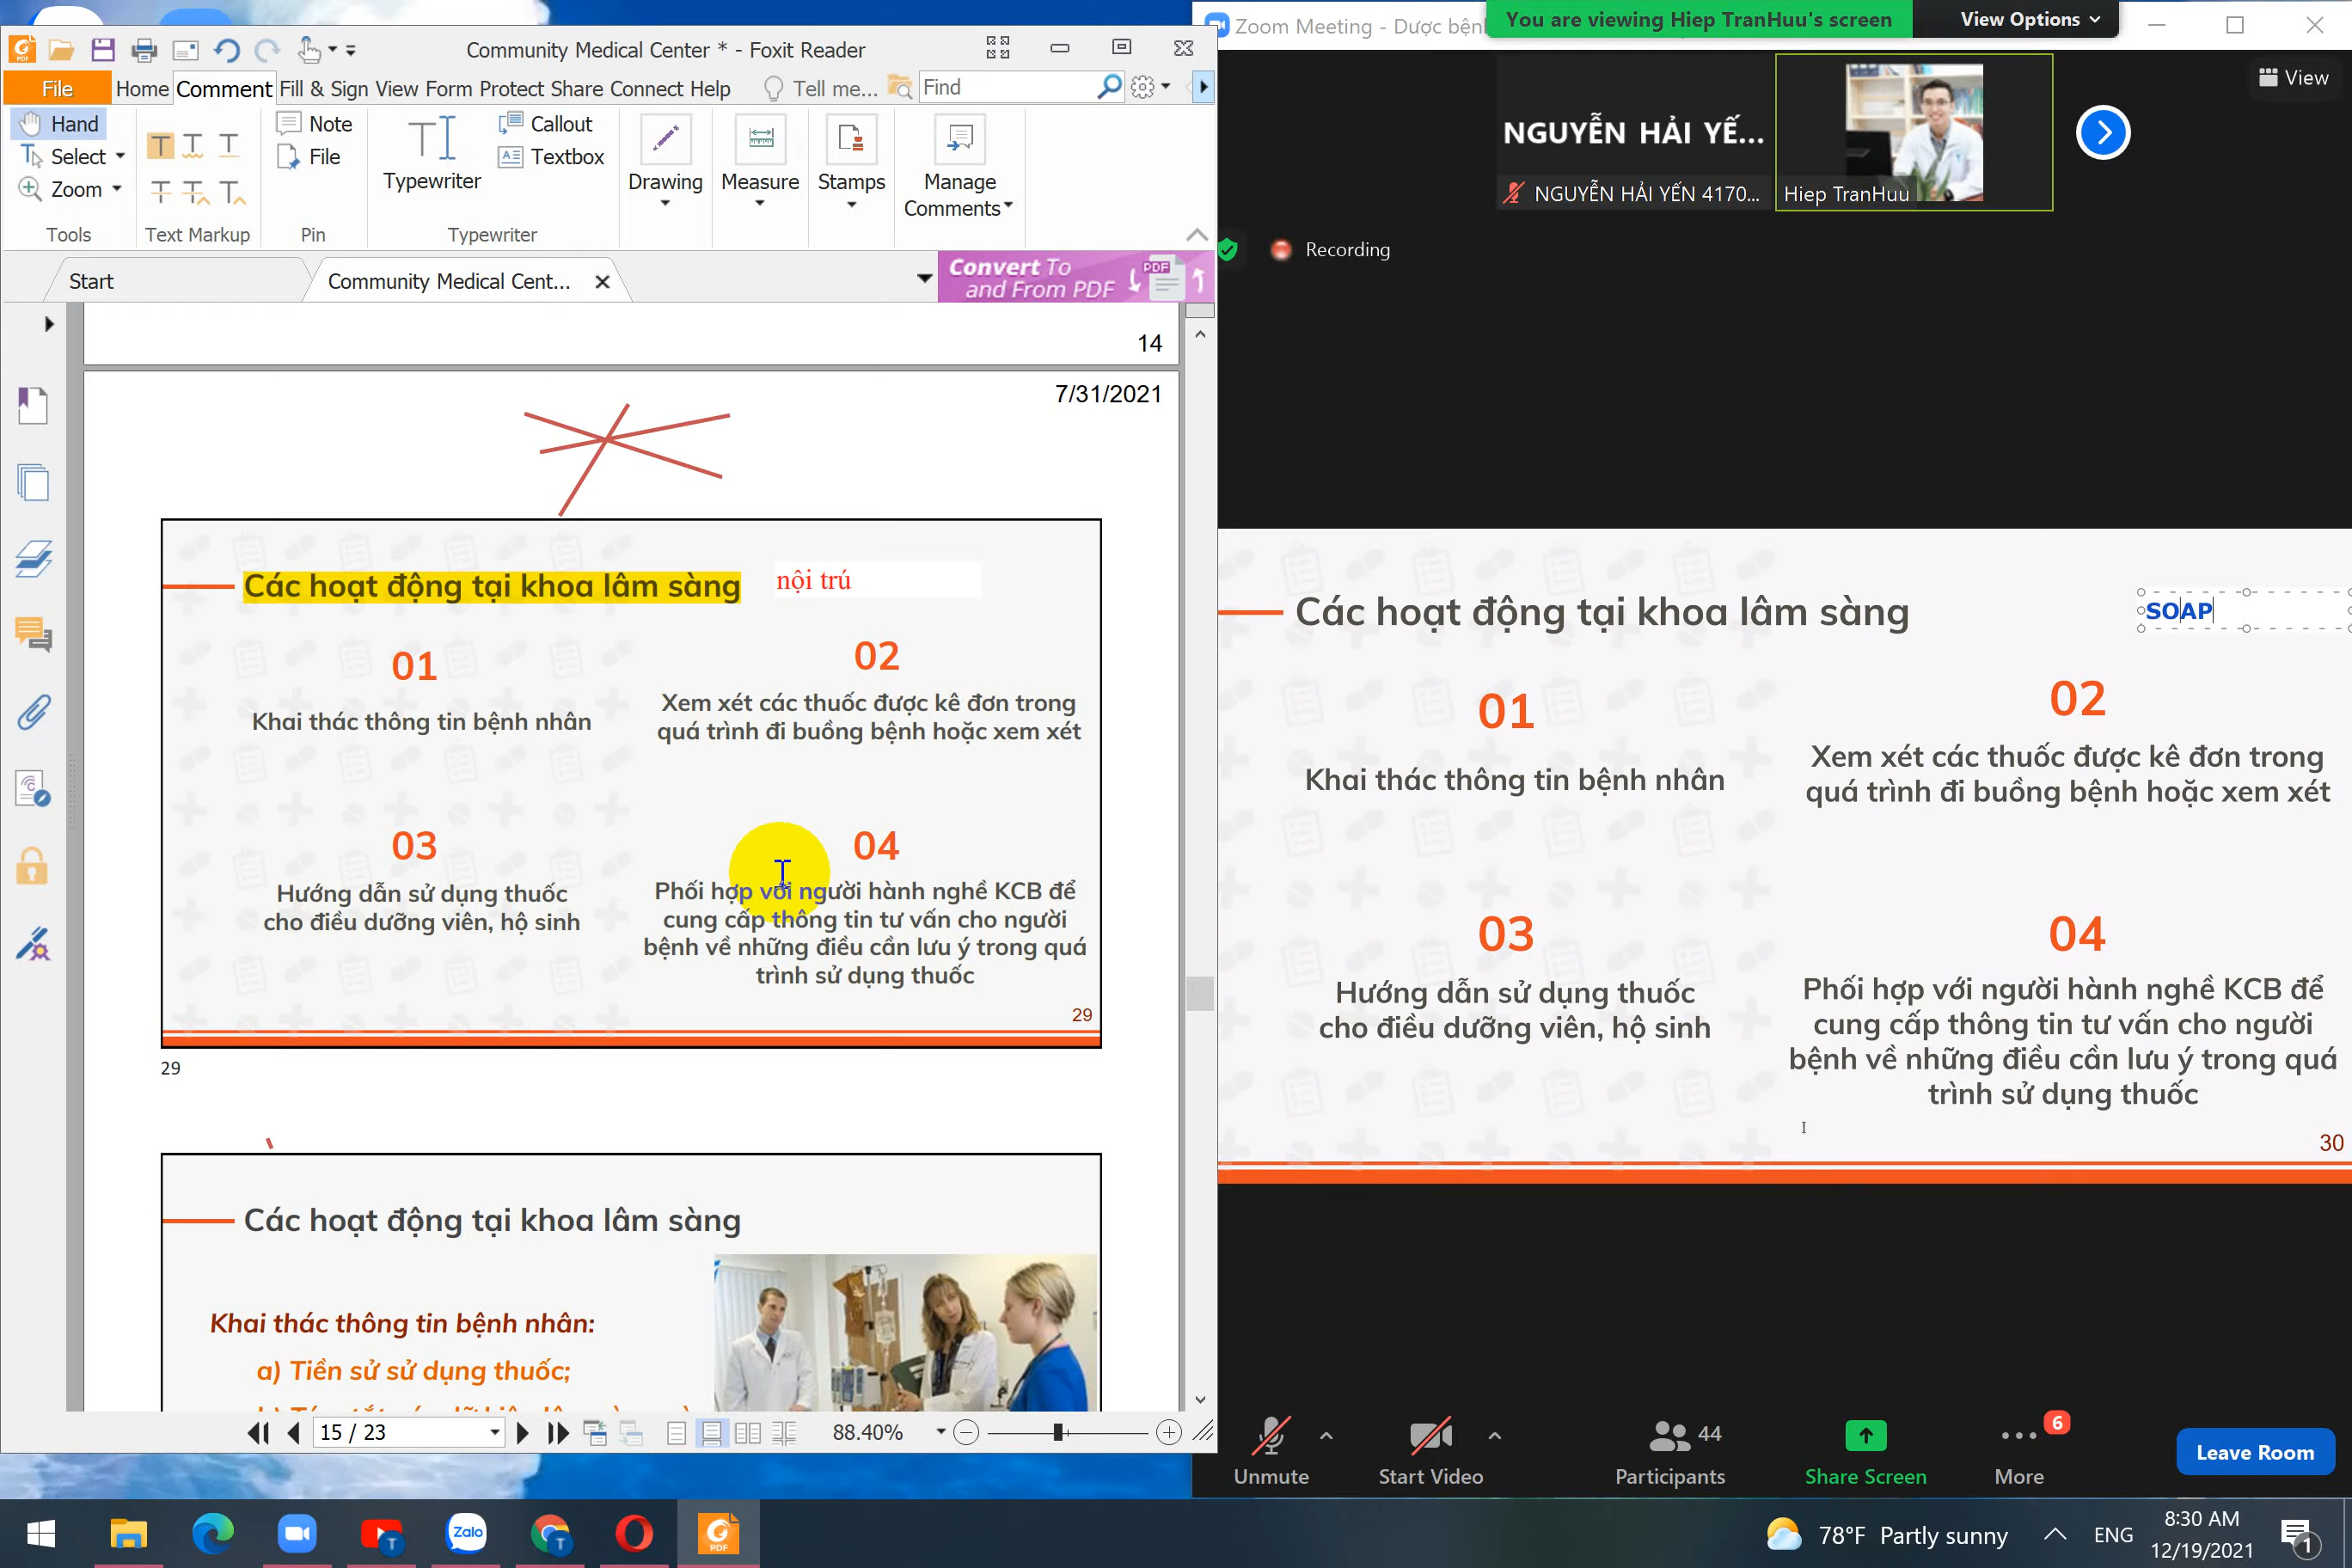 Community Medical Center * - Foxit Reader
File Home Comment Fill & Sign View Form Protect Share Connect Help Tell me... Find
Hand
Select
Zoom
Tools
Text Markup
Note
File
Pin
Typewriter
Callout
Textbox
Typewriter
Drawing
Measure
Stamps
Manage
Comments
Start
Community Medical Cent...
Convert To
and From PDF
PDF
14
7/31/2021
Các hoạt động tại khoa lâm sàng
nội trú
01
Khai thác thông tin bệnh nhân
02
Xem xét các thuốc được kê đơn trong
quá trình đi buồng bệnh hoặc xem xét
03
Hướng dẫn sử dụng thuốc
cho điều dưỡng viên, hộ sinh
04
Phối hợp với người hành nghề KCB để
cung cấp thông tin tư vấn cho người
bệnh về những điều cần lưu ý trong quá
trình sử dụng thuốc
29
29
Các hoạt động tại khoa lâm sàng
Khai thác thông tin bệnh nhân:
a) Tiền sử sử dụng thuốc;
15 / 23
88.40%
Zoom Meeting - Dược bện
You are viewing Hiep TranHuu's screen
View Options
View
NGUYỄN HẢI YẾ...
NGUYỄN HẢI YẾN 4170...
Hiep TranHuu
Recording
Các hoạt động tại khoa lâm sàng
SOAP
01
Khai thác thông tin bệnh nhân
02
Xem xét các thuốc được kê đơn trong
quá trình đi buồng bệnh hoặc xem xét
03
Hướng dẫn sử dụng thuốc
cho điều dưỡng viên, hộ sinh
04
Phối hợp với người hành nghề KCB để
cung cấp thông tin tư vấn cho người
bệnh về những điều cần lưu ý trong quá
trình sử dụng thuốc
30
Unmute
Start Video
44
Participants
Share Screen
6
More
Leave Room
Zalo
T
T
PDF
78°F Partly sunny
ENG
8:30 AM
12/19/2021
1